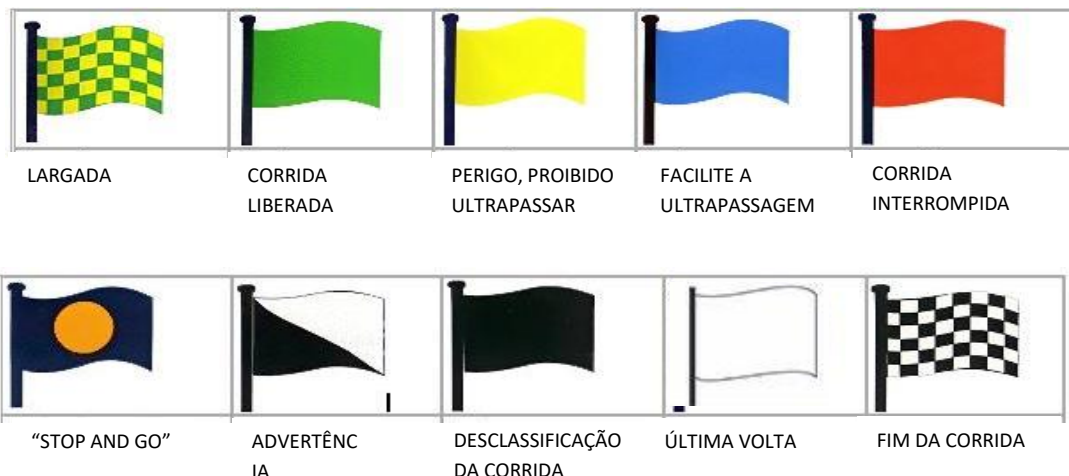 LARGADA
CORRIDA
LIBERADA
PERIGO, PROIBIDO
ULTRAPASSAR
FACILITE A
ULTRAPASSAGEM
CORRIDA
INTERROMPIDA
“STOP AND GO”
ADVERTÊNC
IA
DESCLASSIFICAÇÃO
DA CORRIDA
ÚLTIMA VOLTA
FIM DA CORRIDA